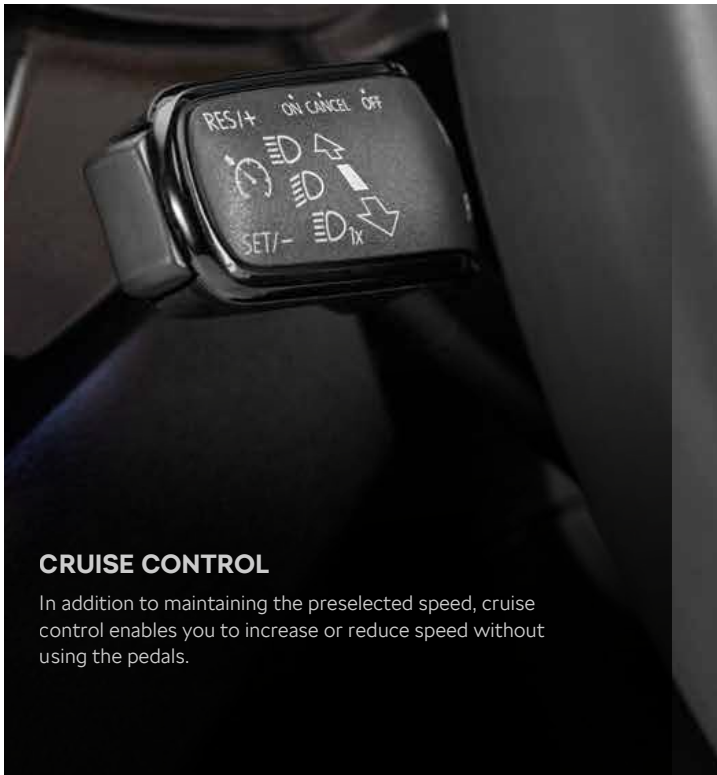 RES/+ ON CANCEL OFF
SET/- 1x
CRUISE CONTROL
In addition to maintaining the preselected speed, cruise
control enables you to increase or reduce speed without
using the pedals.